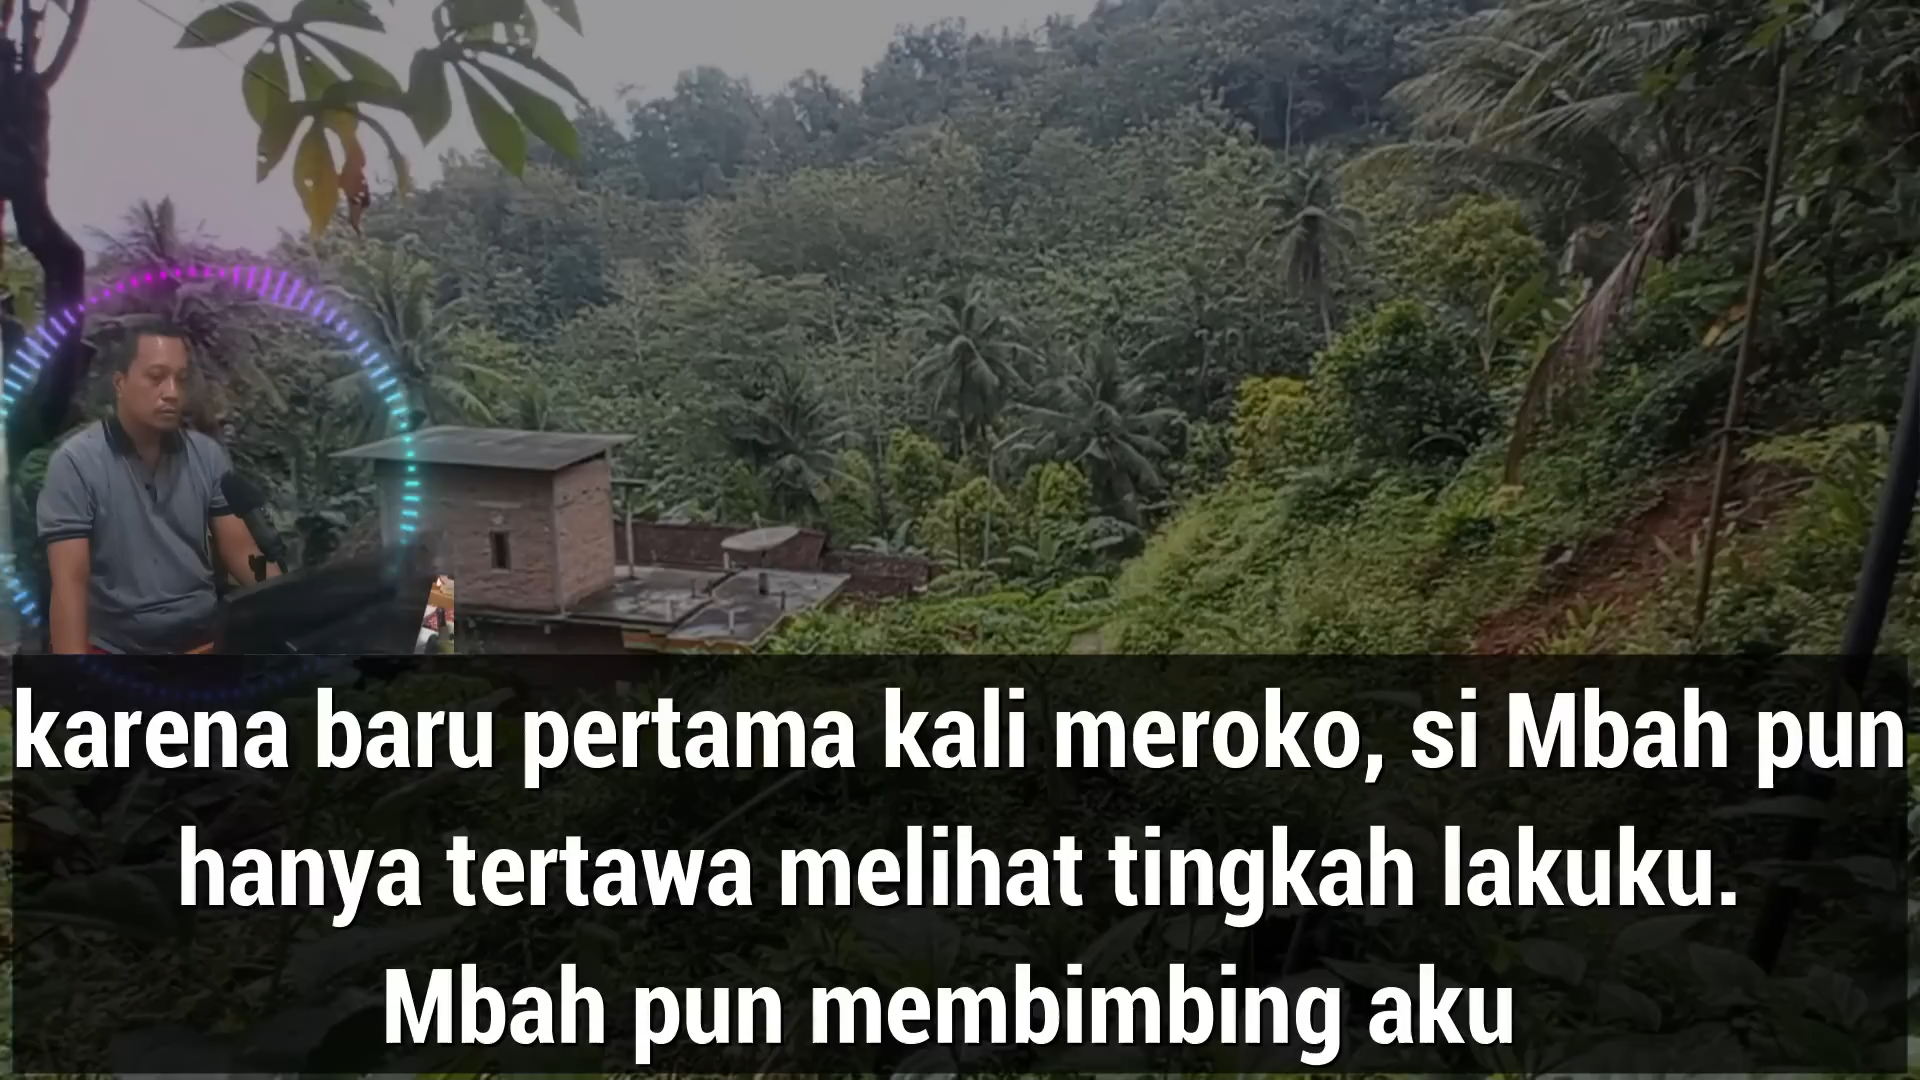 karena baru pertama kali meroko, si Mbah pun
hanya tertawa melihat tingkah lakuku.
Mbah pun membimbing aku